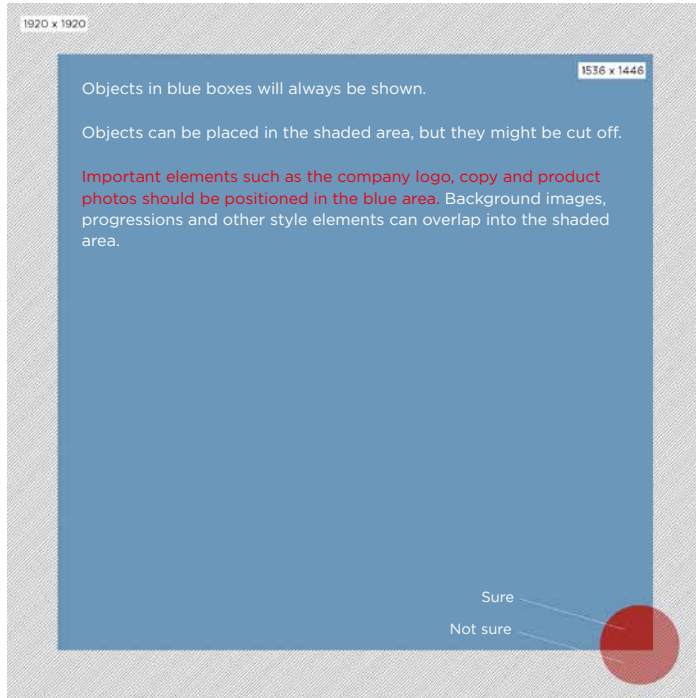 1920 x 1920
1536 x 1446
Objects in blue boxes will always be shown.
Objects can be placed in the shaded area, but they might be cut off.
Important elements such as the company logo, copy and product
photos should be positioned in the blue area. Background images,
progressions and other style elements can overlap into the shaded
area.
Sure
Not sure